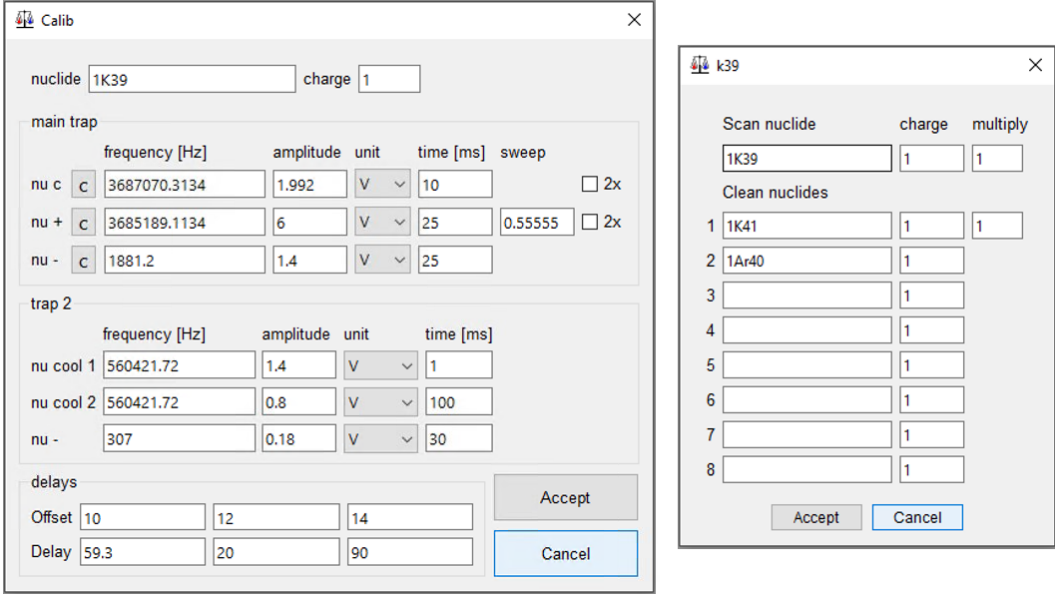 Calib
nuclide 1K39 charge 1
main trap
frequency [Hz] amplitude unit time [ms] sweep
nu c C 3687070.3134 1.992 V 10 2x
nu + C 3685189.1134 6 V 25 0.55555 2x
nu - C 1881.2 1.4 V 25
trap 2
frequency [Hz] amplitude unit time [ms]
nu cool 1 560421.72 1.4 V 1
nu cool 2 560421.72 0.8 V 100
nu - 307 0.18 V 30
delays
Offset 10 12 14
Delay 59.3 20 90
Accept
Cancel
k39
Scan nuclide charge multiply
1K39 1 1
Clean nuclides
1 1K41 1 1
2 1Ar40 1
3 1
4 1
5 1
6 1
7 1
8 1
Accept Cancel